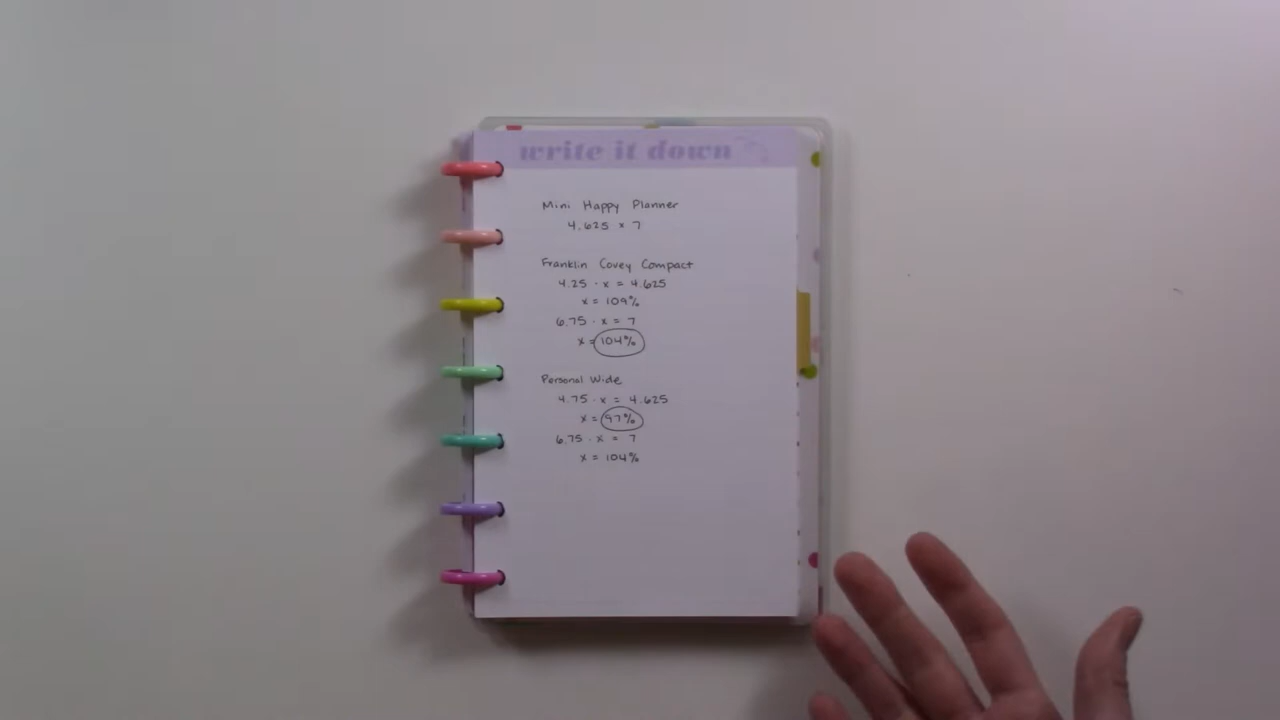 write it down
Mini Happy Planner
4.625 x 7
Franklin Covey Compact
4.25 · x = 4.625
x = 109%
6.75 · x = 7
x = 104%
Personal Wide
4.75 · x = 4.625
x = 97%
6.75 · x = 7
x = 104%